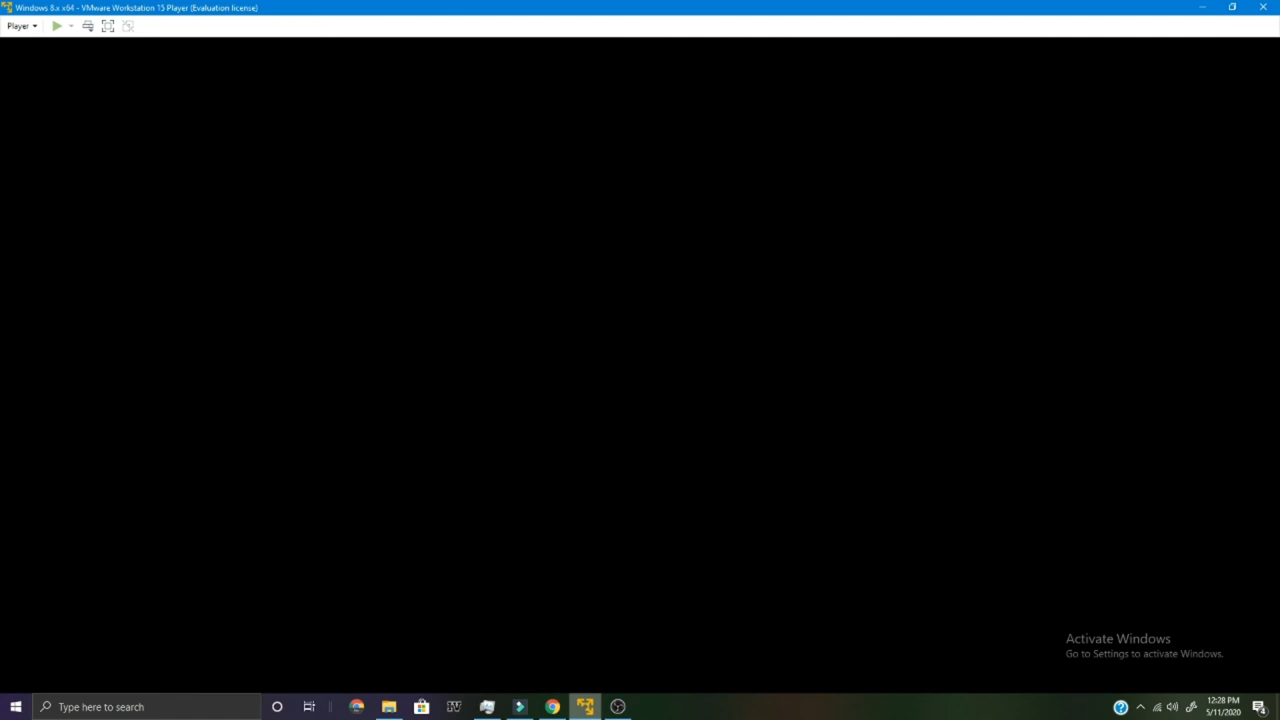 Windows 8.x x64 - VMware Workstation 15 Player (Evaluation license)
Player
Activate Windows
Go to Settings to activate Windows.
Type here to search
12:28 PM
5/11/2020
4